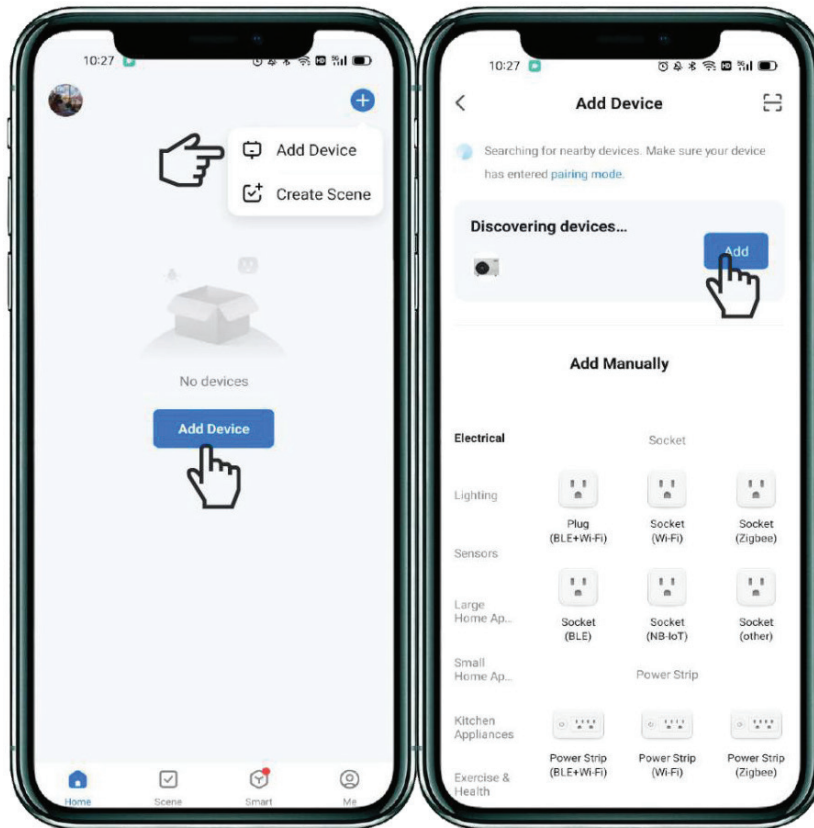 10:27
Add Device
Create Scene
No devices
Add Device
Home
Scene
Smart
Me
10:27
Add Device
Searching for nearby devices. Make sure your device
has entered pairing mode.
Discovering devices...
Add
Add Manually
Electrical
Socket
Lighting
Plug
(BLE+Wi-Fi)
Socket
(Wi-Fi)
Socket
(Zigbee)
Sensors
Large
Home Ap...
Socket
(BLE)
Socket
(NB-IoT)
Socket
(other)
Small
Home Ap...
Power Strip
Kitchen
Appliances
Power Strip
(BLE+Wi-Fi)
Power Strip
(Wi-Fi)
Power Strip
(Zigbee)
Exercise &
Health